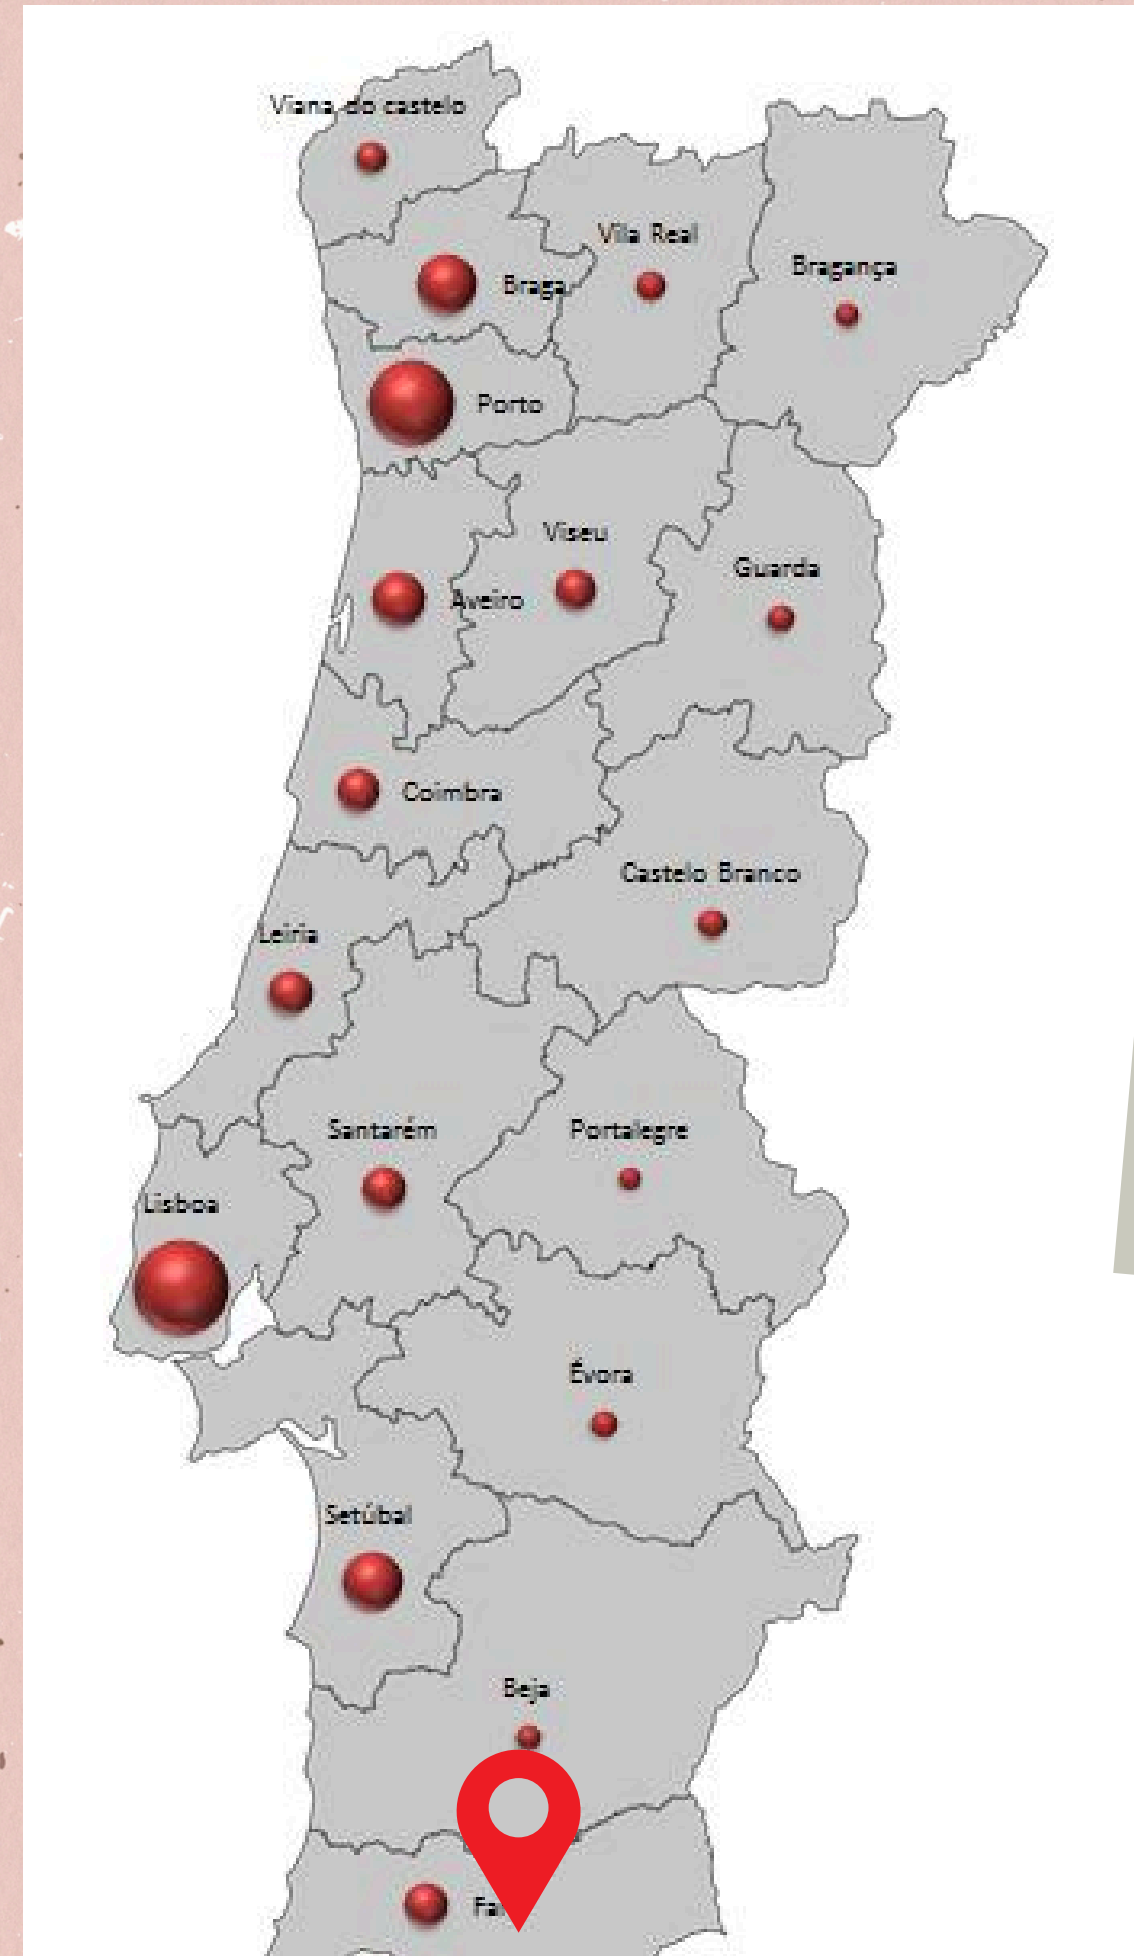 Viana do castelo
Vila Real
Bragança
Braga
Porto
Viseu
Guarda
Aveiro
Coimbra
Castelo Branco
Leiria
Santarém
Portalegre
Lisboa
Évora
Setúbal
Beja